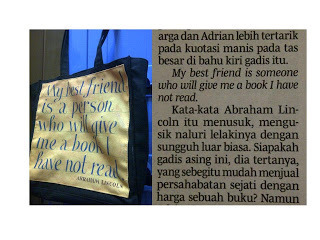 My best friend
is a person
who will give
me a book I
have not read
ABRAHAM LINCOLN
arga dan Adrian lebih tertarik
pada kuotasi manis pada tas
besar di bahu kiri gadis itu.
My best friend is someone
who will give me a book I have
not read.
Kata-kata Abraham Lin-
coln itu menusuk, mengu-
sik naluri lelakinya dengan
sungguh luar biasa. Siapakah
gadis asing ini, dia tertanya,
yang sebegitu mudah menjual
persahabatan sejati dengan
harga sebuah buku? Namun